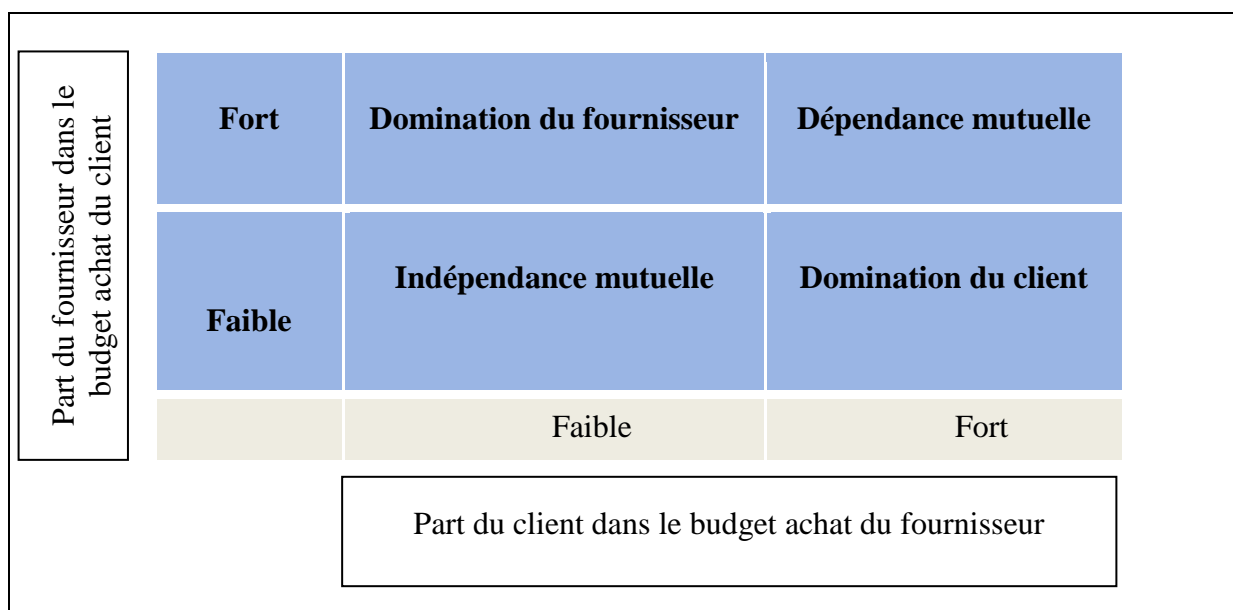 Part du fournisseur dans le
budget achat du client
Fort
Domination du fournisseur
Dépendance mutuelle
Faible
Indépendance mutuelle
Domination du client
Faible
Fort
Part du client dans le budget achat du fournisseur